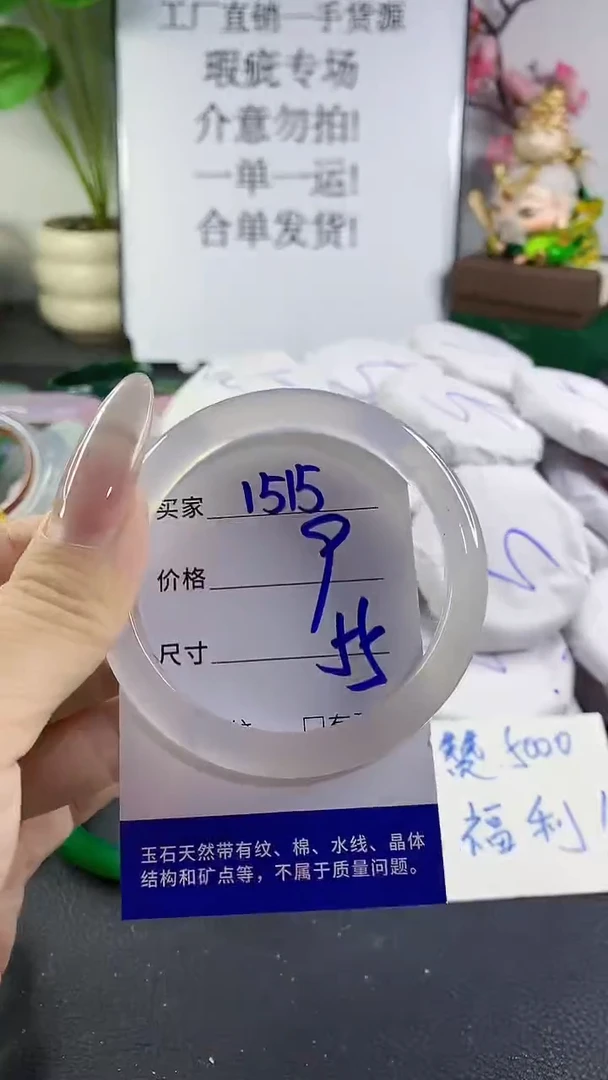 工厂直销一手货源
瑕疵专场
介意勿拍!
一单一运!
合单发货!
买家 1515
价格 9
尺寸 55
赞 5000
福利!
玉石天然带有纹、棉、水线、晶体
结构和矿点等，不属于质量问题。